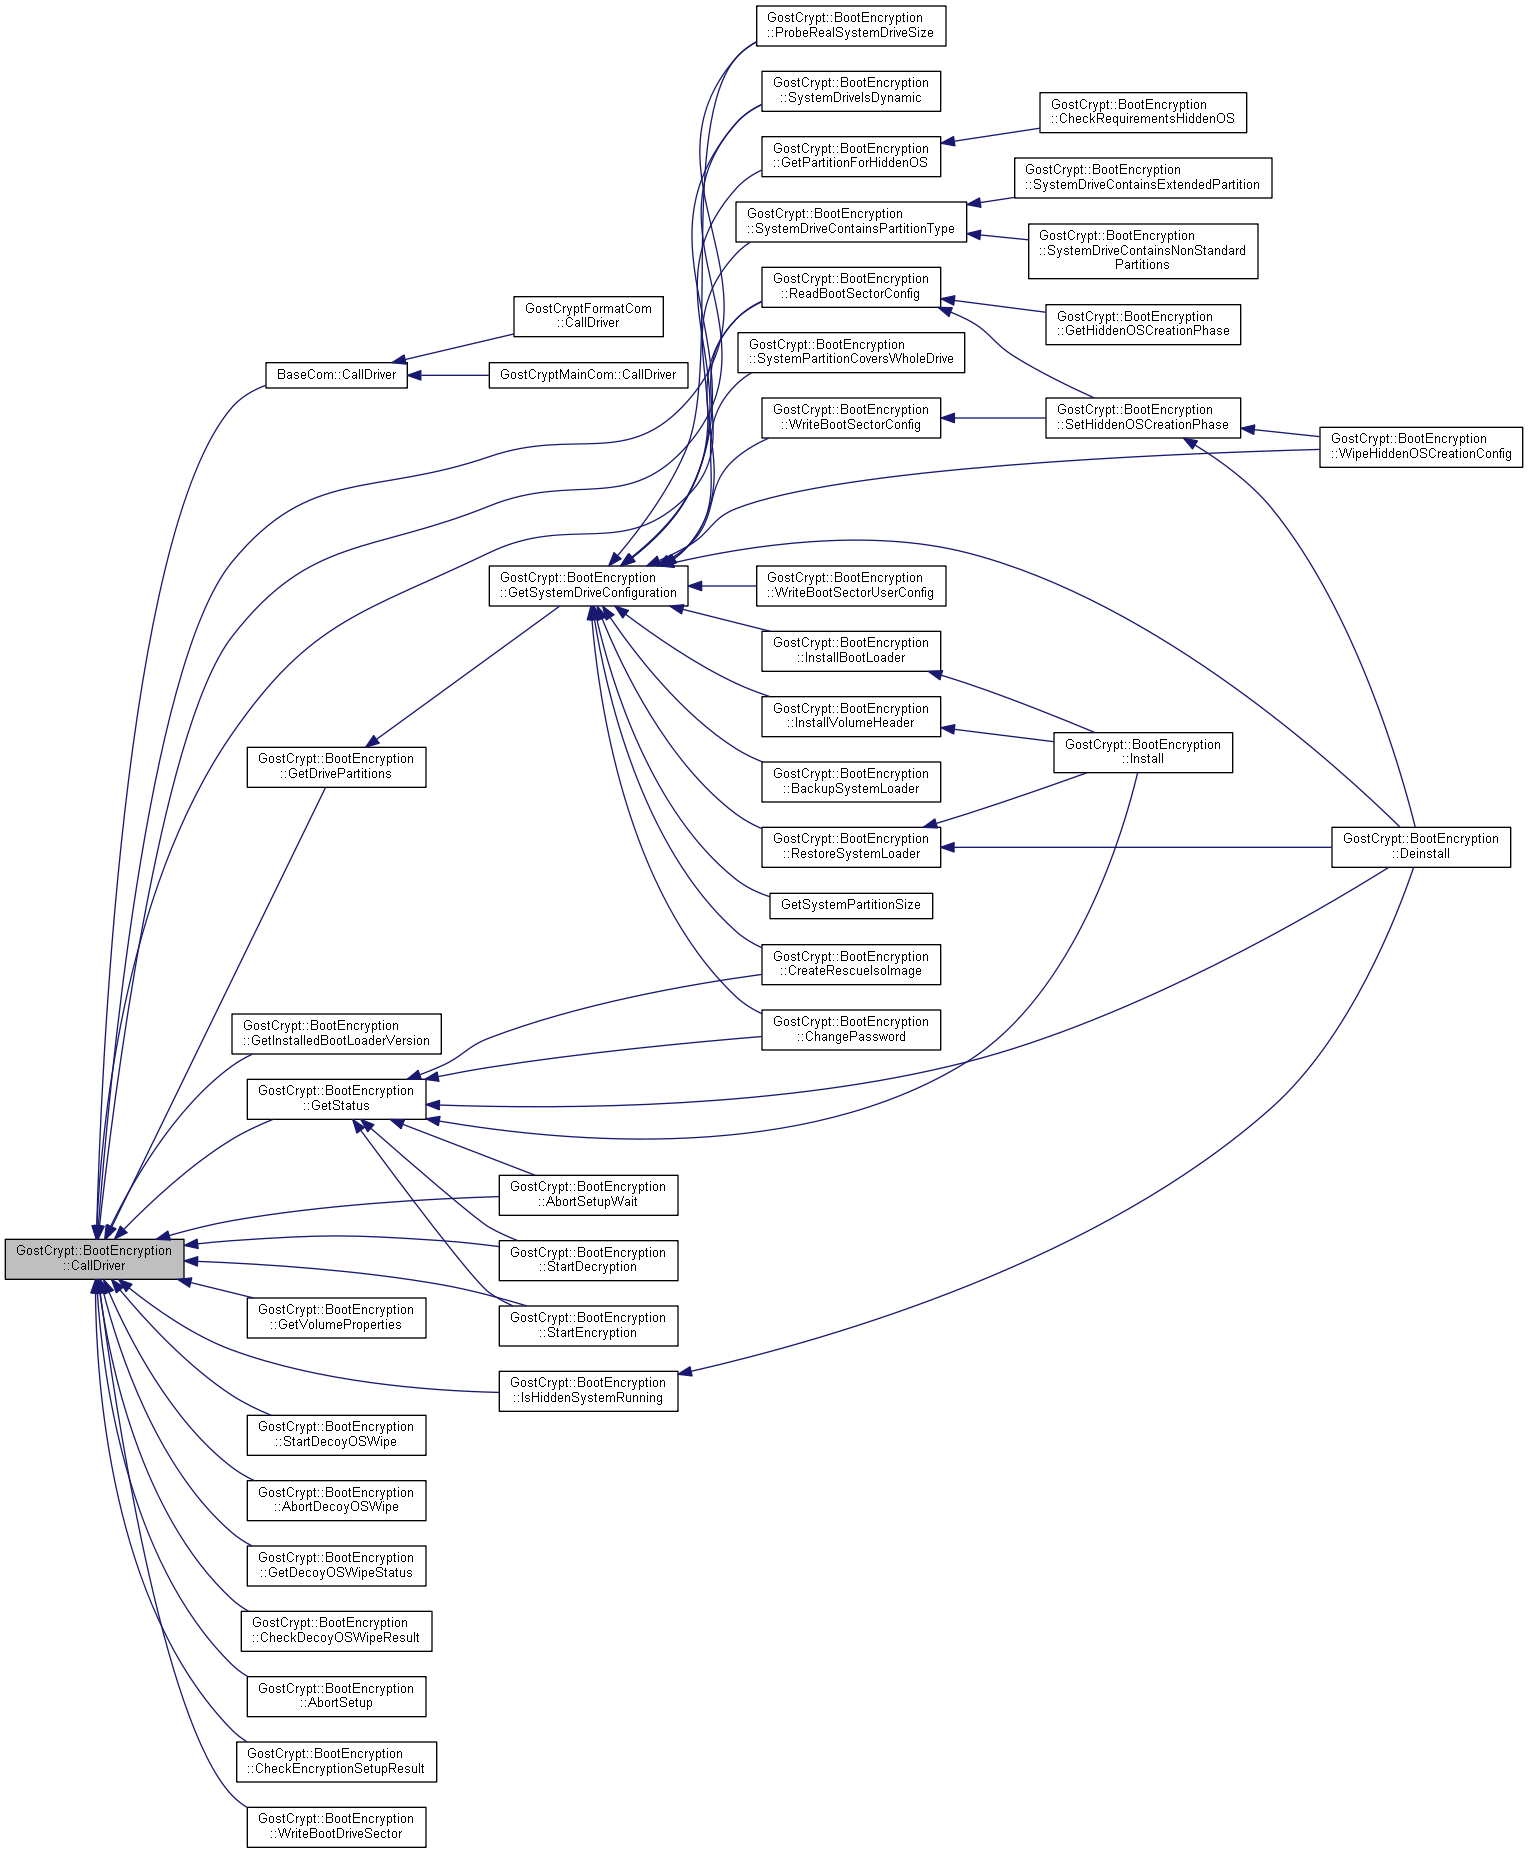 GostCrypt::BootEncryption
::ProbeRealSystemDriveSize
GostCrypt::BootEncryption
::SystemDriveIsDynamic
GostCrypt::BootEncryption
::CheckRequirementsHiddenOS
GostCrypt::BootEncryption
::GetPartitionForHiddenOS
GostCrypt::BootEncryption
::SystemDriveContainsExtendedPartition
GostCrypt::BootEncryption
::SystemDriveContainsPartitionType
GostCrypt::BootEncryption
::SystemDriveContainsNonStandard
Partitions
GostCrypt::BootEncryption
::ReadBootSectorConfig
GostCryptFormatCom
::CallDriver
GostCrypt::BootEncryption
::GetHiddenOSCreationPhase
GostCrypt::BootEncryption
::SystemPartitionCoversWholeDrive
BaseCom::CallDriver
GostCryptMainCom::CallDriver
GostCrypt::BootEncryption
::WriteBootSectorConfig
GostCrypt::BootEncryption
::SetHiddenOSCreationPhase
GostCrypt::BootEncryption
::WipeHiddenOSCreationConfig
GostCrypt::BootEncryption
::GetSystemDriveConfiguration
GostCrypt::BootEncryption
::WriteBootSectorUserConfig
GostCrypt::BootEncryption
::InstallBootLoader
GostCrypt::BootEncryption
::InstallVolumeHeader
GostCrypt::BootEncryption
::Install
GostCrypt::BootEncryption
::GetDrivePartitions
GostCrypt::BootEncryption
::BackupSystemLoader
GostCrypt::BootEncryption
::RestoreSystemLoader
GostCrypt::BootEncryption
::Deinstall
GetSystemPartitionSize
GostCrypt::BootEncryption
::CreateRescueIsoImage
GostCrypt::BootEncryption
::ChangePassword
GostCrypt::BootEncryption
::GetInstalledBootLoaderVersion
GostCrypt::BootEncryption
::GetStatus
GostCrypt::BootEncryption
::AbortSetupWait
GostCrypt::BootEncryption
::CallDriver
GostCrypt::BootEncryption
::StartDecryption
GostCrypt::BootEncryption
::GetVolumeProperties
GostCrypt::BootEncryption
::StartEncryption
GostCrypt::BootEncryption
::IsHiddenSystemRunning
GostCrypt::BootEncryption
::StartDecoyOSWipe
GostCrypt::BootEncryption
::AbortDecoyOSWipe
GostCrypt::BootEncryption
::GetDecoyOSWipeStatus
GostCrypt::BootEncryption
::CheckDecoyOSWipeResult
GostCrypt::BootEncryption
::AbortSetup
GostCrypt::BootEncryption
::CheckEncryptionSetupResult
GostCrypt::BootEncryption
::WriteBootDriveSector